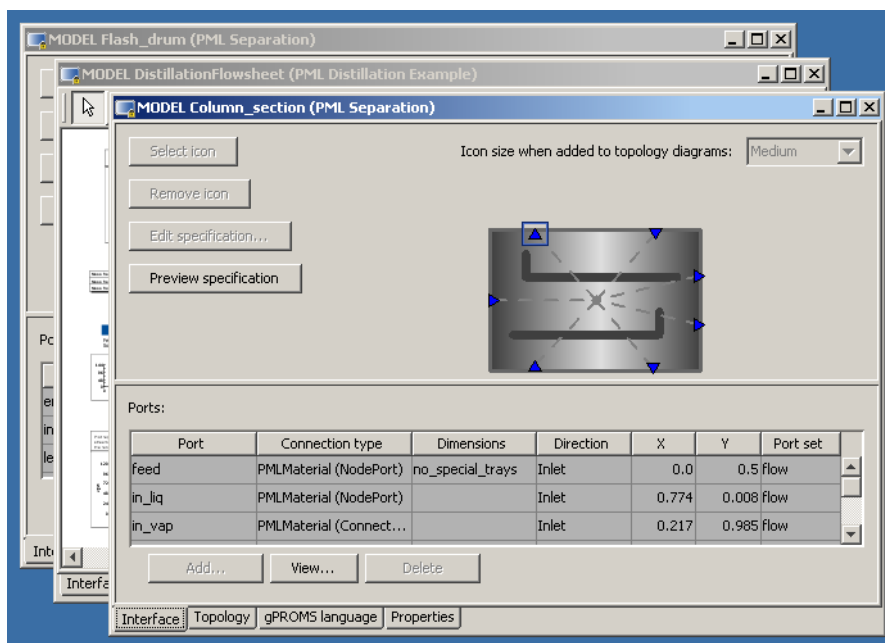 MODEL Flash_drum (PML Separation)
MODEL DistillationFlowsheet (PML Distillation Example)
MODEL Column_section (PML Separation)
Select icon
Icon size when added to topology diagrams: Medium
Remove icon
Edit specification...
Preview specification
Ports:
Port Connection type Dimensions Direction X Y Port set
feed PMLMaterial (NodePort) no_special_trays Inlet 0.0 0.5 flow
in_liq PMLMaterial (NodePort) Inlet 0.774 0.008 flow
in_vap PMLMaterial (Connect... Inlet 0.217 0.985 flow
Add... View... Delete
Interface Topology gPROMS language Properties